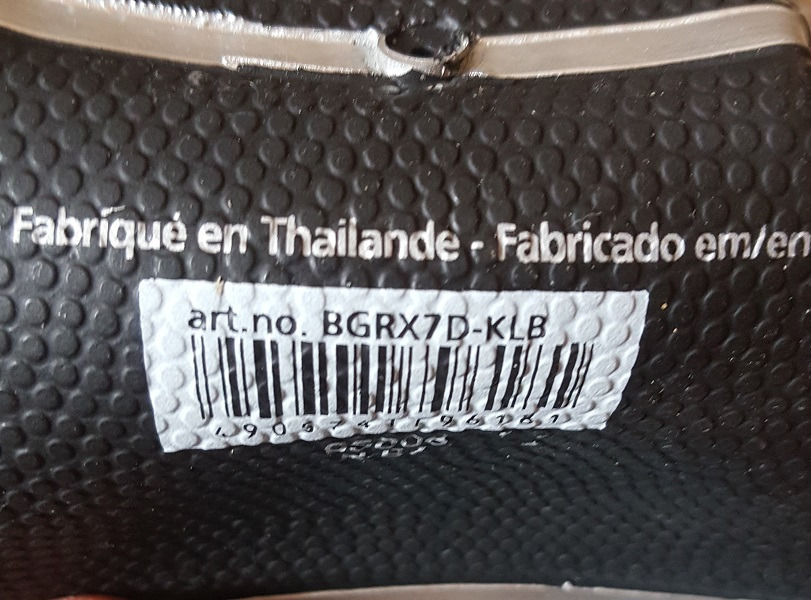 Fabriqué en Thailande - Fabricado em/en
art.no. BGRX7D-KLB